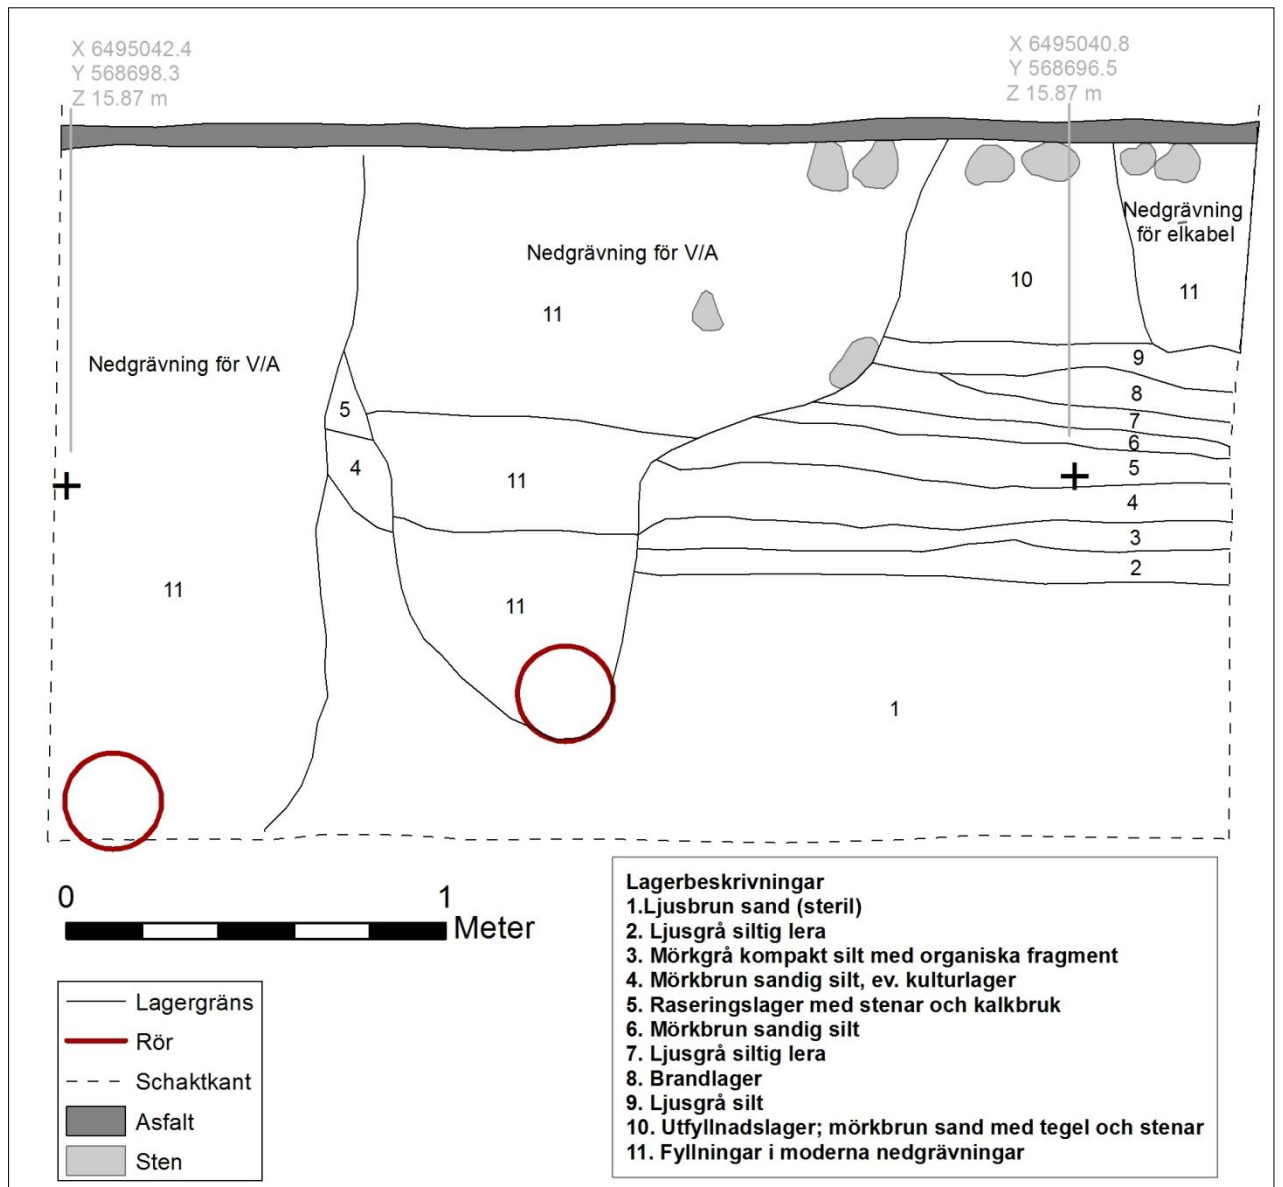 X 6495042.4
Y 568698.3
Z 15.87 m
X 6495040.8
Y 568696.5
Z 15.87 m
Nedgrävning
för elkabel
Nedgrävning för V/A
10
11
11
9
Nedgrävning för V/A
8
5
7
6
4
11
5
4
3
2
11
11
1
0 1
Meter
Lagergräns
Rör
Schaktkant
Asfalt
Sten
Lagerbeskrivningar
1.Ljusbrun sand (steril)
2. Ljusgrå siltig lera
3. Mörkgrå kompakt silt med organiska fragment
4. Mörkbrun sandig silt, ev. kulturlager
5. Raseringslager med stenar och kalkbruk
6. Mörkbrun sandig silt
7. Ljusgrå siltig lera
8. Brandlager
9. Ljusgrå silt
10. Utfyllnadslager; mörkbrun sand med tegel och stenar
11. Fyllningar i moderna nedgrävningar